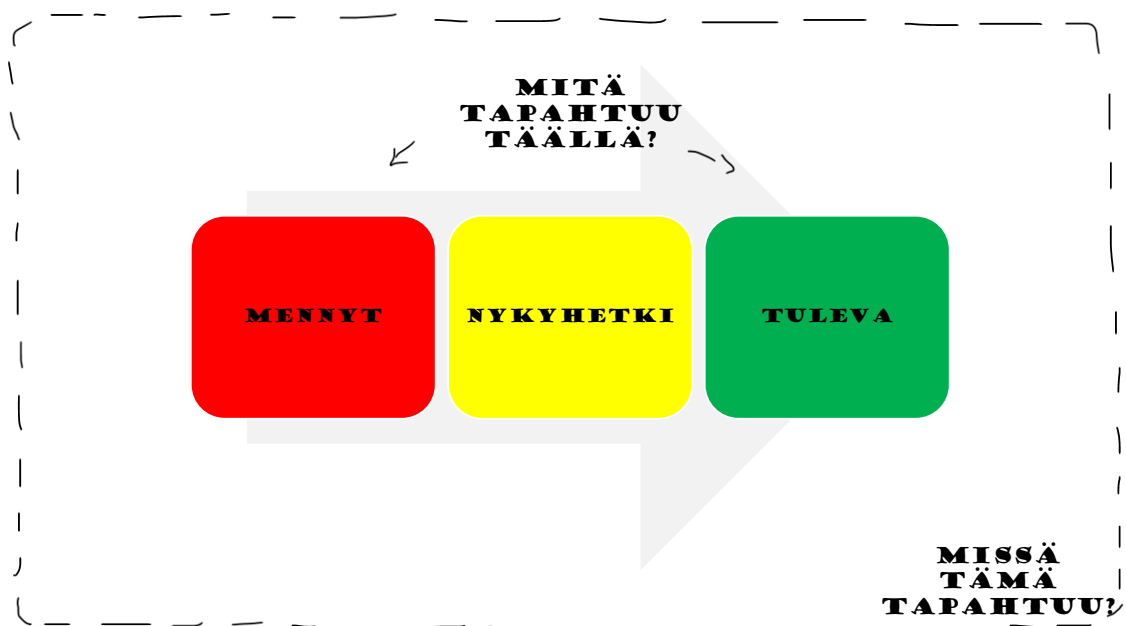 MITÄ
TAPAHTUU
TÄÄLLÄ?
MENNYT
NYKYHETKI
TULEVA
MISSÄ
TÄMÄ
TAPAHTUU?